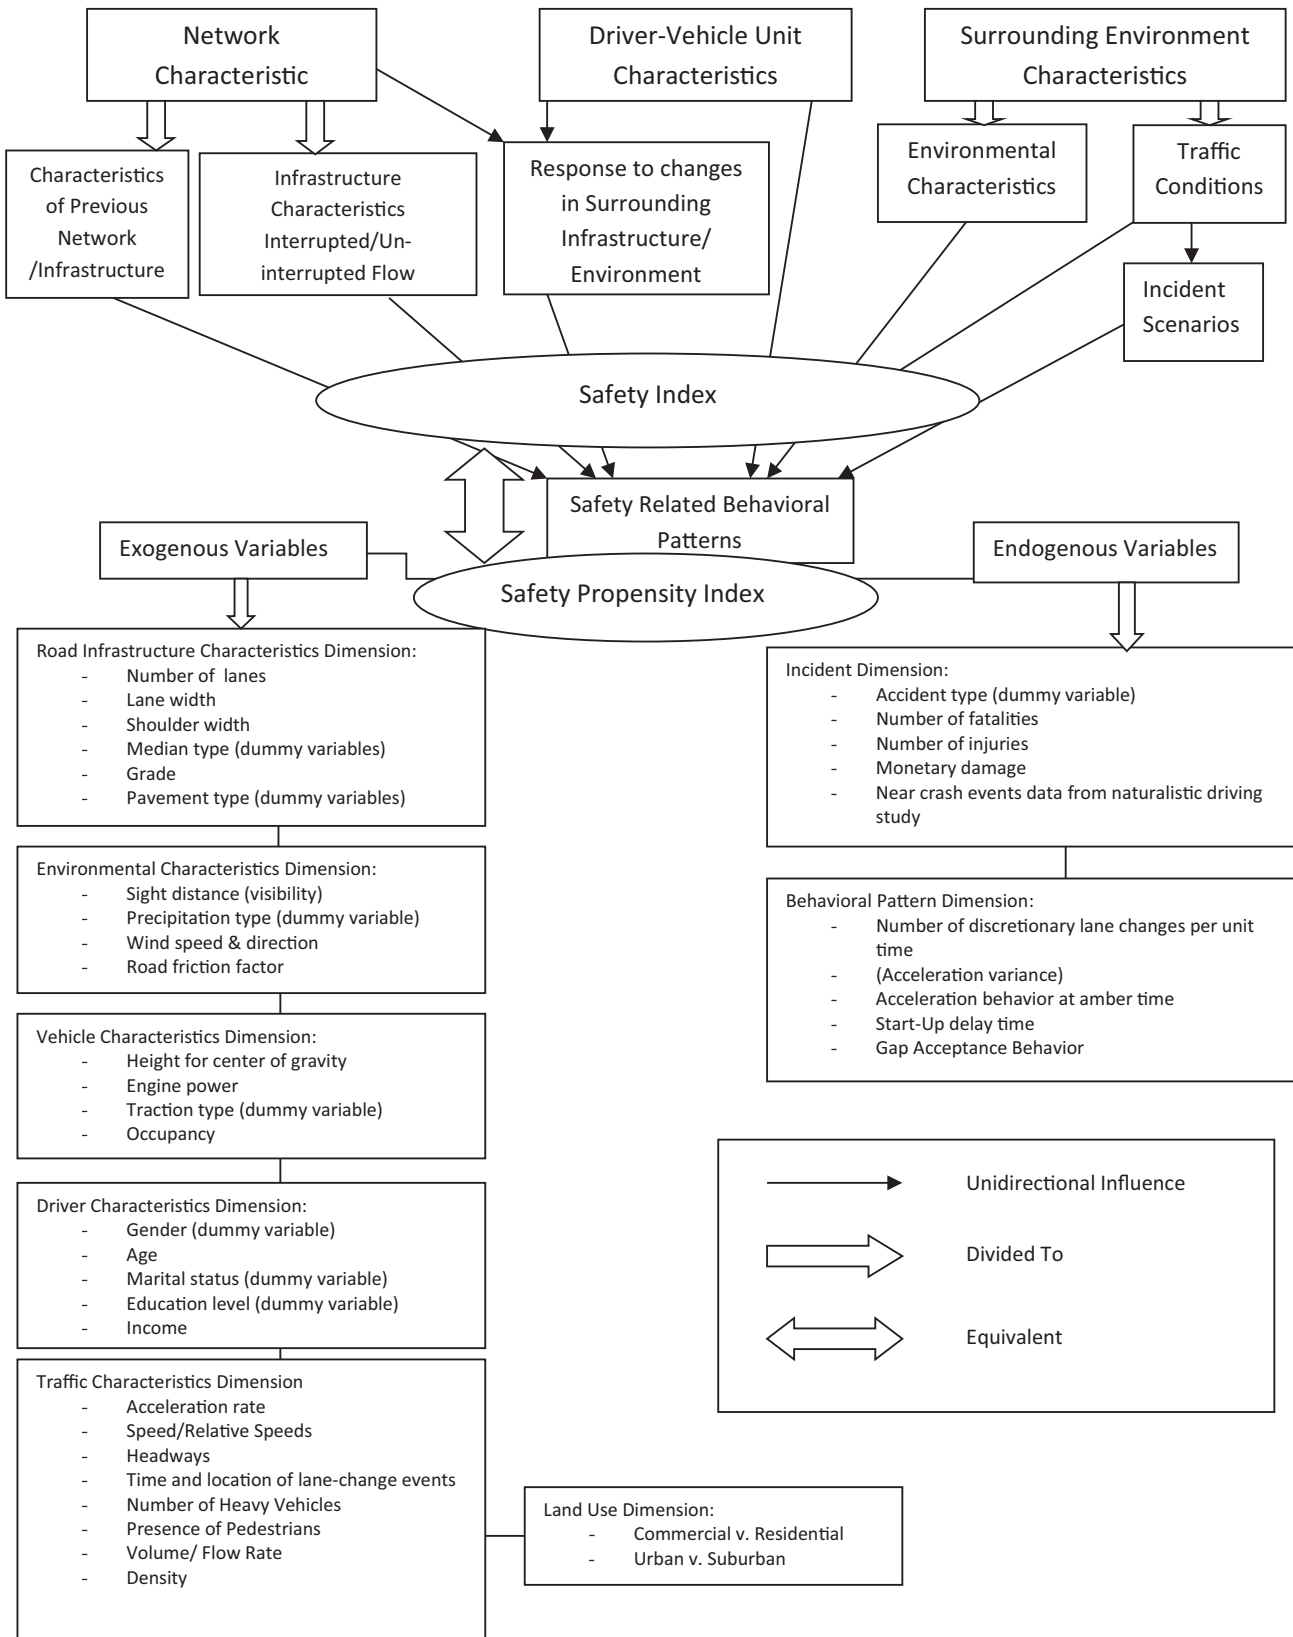 Network
Characteristic
Driver-Vehicle Unit
Characteristics
Surrounding Environment
Characteristics
Characteristics
of Previous
Network
/Infrastructure
Infrastructure
Characteristics
Interrupted/Un-
interrupted Flow
Response to changes
in Surrounding
Infrastructure/
Environment
Environmental
Characteristics
Traffic
Conditions
Incident
Scenarios
Safety Index
Safety Related Behavioral
Patterns
Exogenous Variables
Endogenous Variables
Safety Propensity Index
Road Infrastructure Characteristics Dimension:
- Number of lanes
- Lane width
- Shoulder width
- Median type (dummy variables)
- Grade
- Pavement type (dummy variables)
Environmental Characteristics Dimension:
- Sight distance (visibility)
- Precipitation type (dummy variable)
- Wind speed & direction
- Road friction factor
Vehicle Characteristics Dimension:
- Height for center of gravity
- Engine power
- Traction type (dummy variable)
- Occupancy
Driver Characteristics Dimension:
- Gender (dummy variable)
- Age
- Marital status (dummy variable)
- Education level (dummy variable)
- Income
Traffic Characteristics Dimension
- Acceleration rate
- Speed/Relative Speeds
- Headways
- Time and location of lane-change events
- Number of Heavy Vehicles
- Presence of Pedestrians
- Volume/ Flow Rate
- Density
Land Use Dimension:
- Commercial v. Residential
- Urban v. Suburban
Incident Dimension:
- Accident type (dummy variable)
- Number of fatalities
- Number of injuries
- Monetary damage
- Near crash events data from naturalistic driving
study
Behavioral Pattern Dimension:
- Number of discretionary lane changes per unit
time
- (Acceleration variance)
- Acceleration behavior at amber time
- Start-Up delay time
- Gap Acceptance Behavior
Unidirectional Influence
Divided To
Equivalent